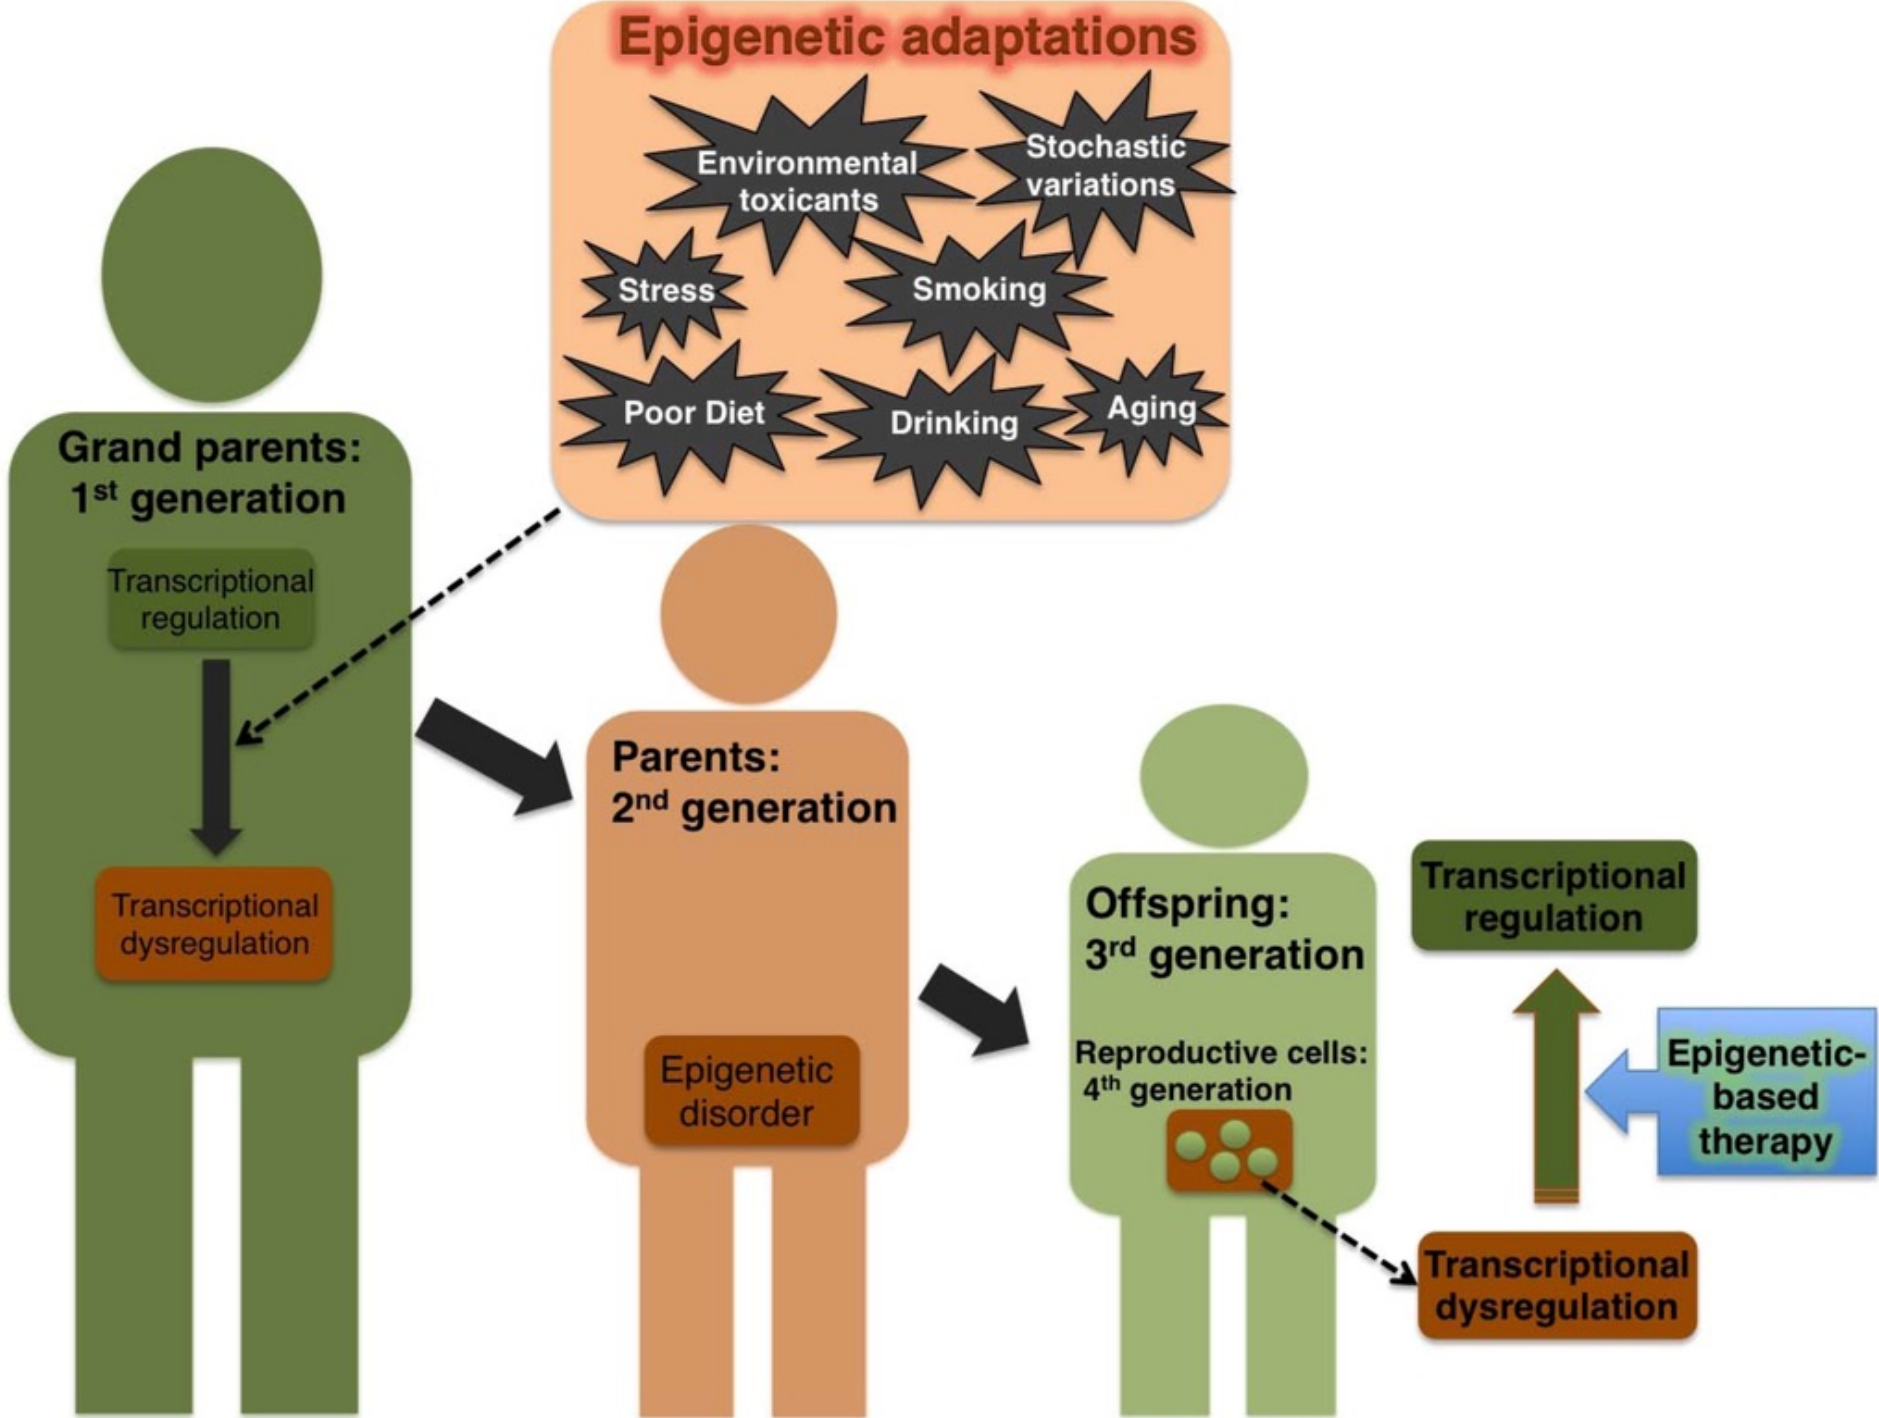 Epigenetic adaptations
Environmental
toxicants
Stochastic
variations
Stress
Smoking
Poor Diet
Drinking
Aging
Grand parents:
1st generation
Transcriptional
regulation
Transcriptional
dysregulation
Parents:
2nd generation
Epigenetic
disorder
Offspring:
3rd generation
Reproductive cells:
4th generation
Transcriptional
regulation
Epigenetic-
based
therapy
Transcriptional
dysregulation